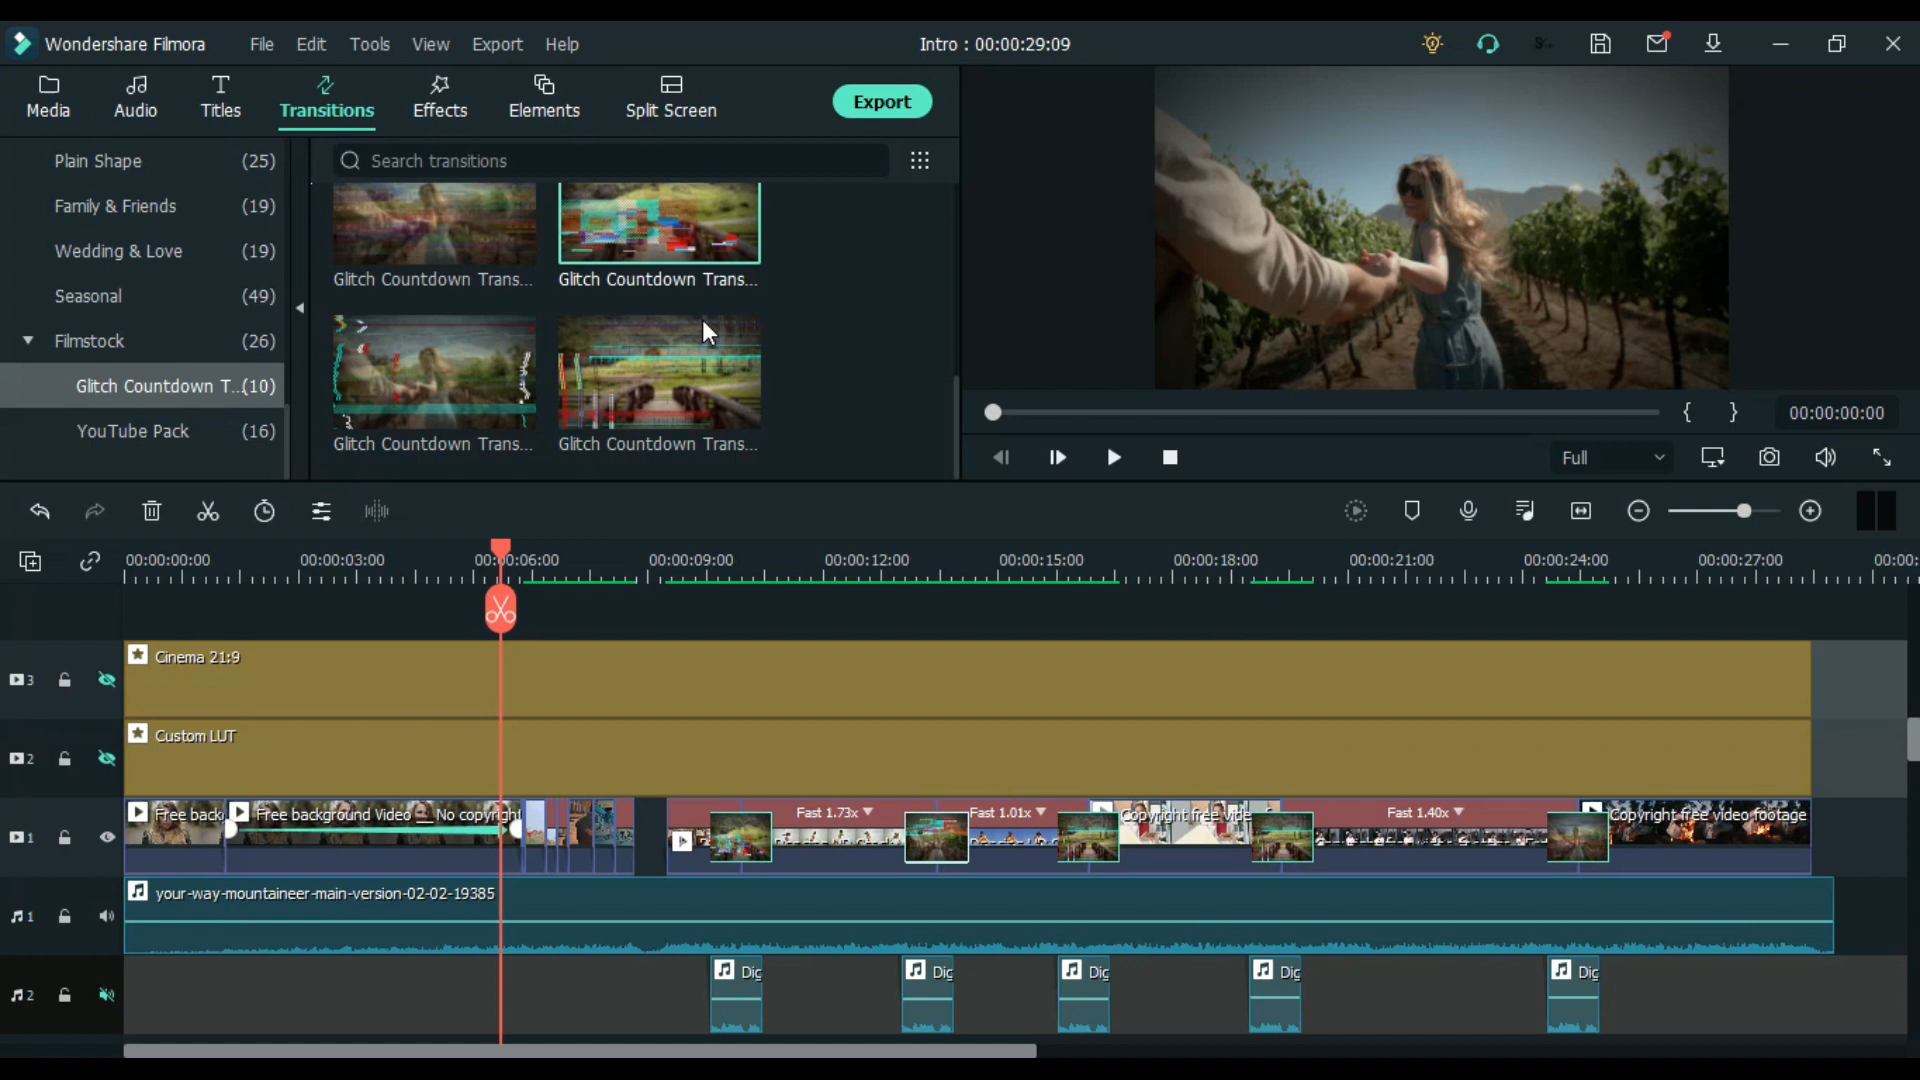 Wondershare Filmora
File
Edit
Tools
View
Export
Help
Intro : 00:00:29:09
Media
Audio
Titles
Transitions
Effects
Elements
Split Screen
Export
Plain Shape (25)
Family & Friends (19)
Wedding & Love (19)
Seasonal (49)
Filmstock (26)
Glitch Countdown T...(10)
YouTube Pack (16)
Search transitions
Glitch Countdown Trans...
Glitch Countdown Trans...
Glitch Countdown Trans...
Glitch Countdown Trans...
{ }
00:00:00:00
Full
00:00:00:00
00:00:03:00
00:00:06:00
00:00:09:00
00:00:12:00
00:00:15:00
00:00:18:00
00:00:21:00
00:00:24:00
00:00:27:00
00:00:
3
Cinema 21:9
2
Custom LUT
1
Free backg
Free background Video _ No copyright
Fast 1.73x
Fast 1.01x
Copyright free vide
Fast 1.40x
Copyright free video footage
1
your-way-mountaineer-main-version-02-02-19385
2
Dig
Dig
Dig
Dig
Dig